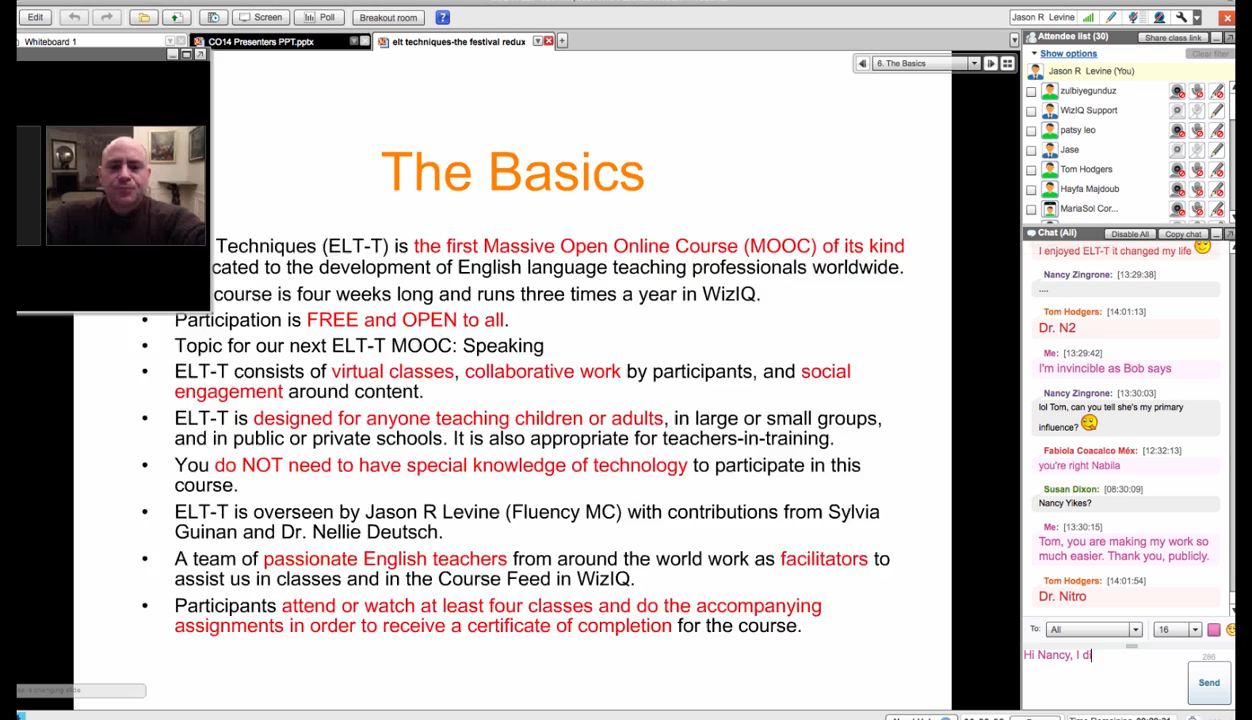 Edit
Screen
Poll
Breakout room
?
Jason R Levine
Whiteboard 1
CO14 Presenters PPT.pptx
elt techniques-the festival redux
6. The Basics
The Basics
Techniques (ELT-T) is the first Massive Open Online Course (MOOC) of its kind
cated to the development of English language teaching professionals worldwide.
course is four weeks long and runs three times a year in WizIQ.
• Participation is FREE and OPEN to all.
• Topic for our next ELT-T MOOC: Speaking
• ELT-T consists of virtual classes, collaborative work by participants, and social
engagement around content.
• ELT-T is designed for anyone teaching children or adults, in large or small groups,
and in public or private schools. It is also appropriate for teachers-in-training.
• You do NOT need to have special knowledge of technology to participate in this
course.
• ELT-T is overseen by Jason R Levine (Fluency MC) with contributions from Sylvia
Guinan and Dr. Nellie Deutsch.
• A team of passionate English teachers from around the world work as facilitators to
assist us in classes and in the Course Feed in WizIQ.
• Participants attend or watch at least four classes and do the accompanying
assignments in order to receive a certificate of completion for the course.
is changing slide
Attendee list (30)
Share class link
Show options
Clear filter
Jason R Levine (You)
zulbiyegunduz
WizIQ Support
patsy leo
Jase
Tom Hodgers
Hayfa Majdoub
MariaSol Cor...
Chat (All)
Disable All
Copy chat
I enjoyed ELT-T it changed my life
Nancy Zingrone: [13:29:38]
....
Tom Hodgers: [14:01:13]
Dr. N2
Me: [13:29:42]
I'm invincible as Bob says
Nancy Zingrone: [13:30:03]
lol Tom, can you tell she's my primary
influence?
Fabiola Coacalco Méx: [12:32:13]
you're right Nabila
Susan Dixon: [08:30:09]
Nancy Yikes?
Me: [13:30:15]
Tom, you are making my work so
much easier. Thank you, publicly.
Tom Hodgers: [14:01:54]
Dr. Nitro
To: All
16
Hi Nancy, I di
286
Send